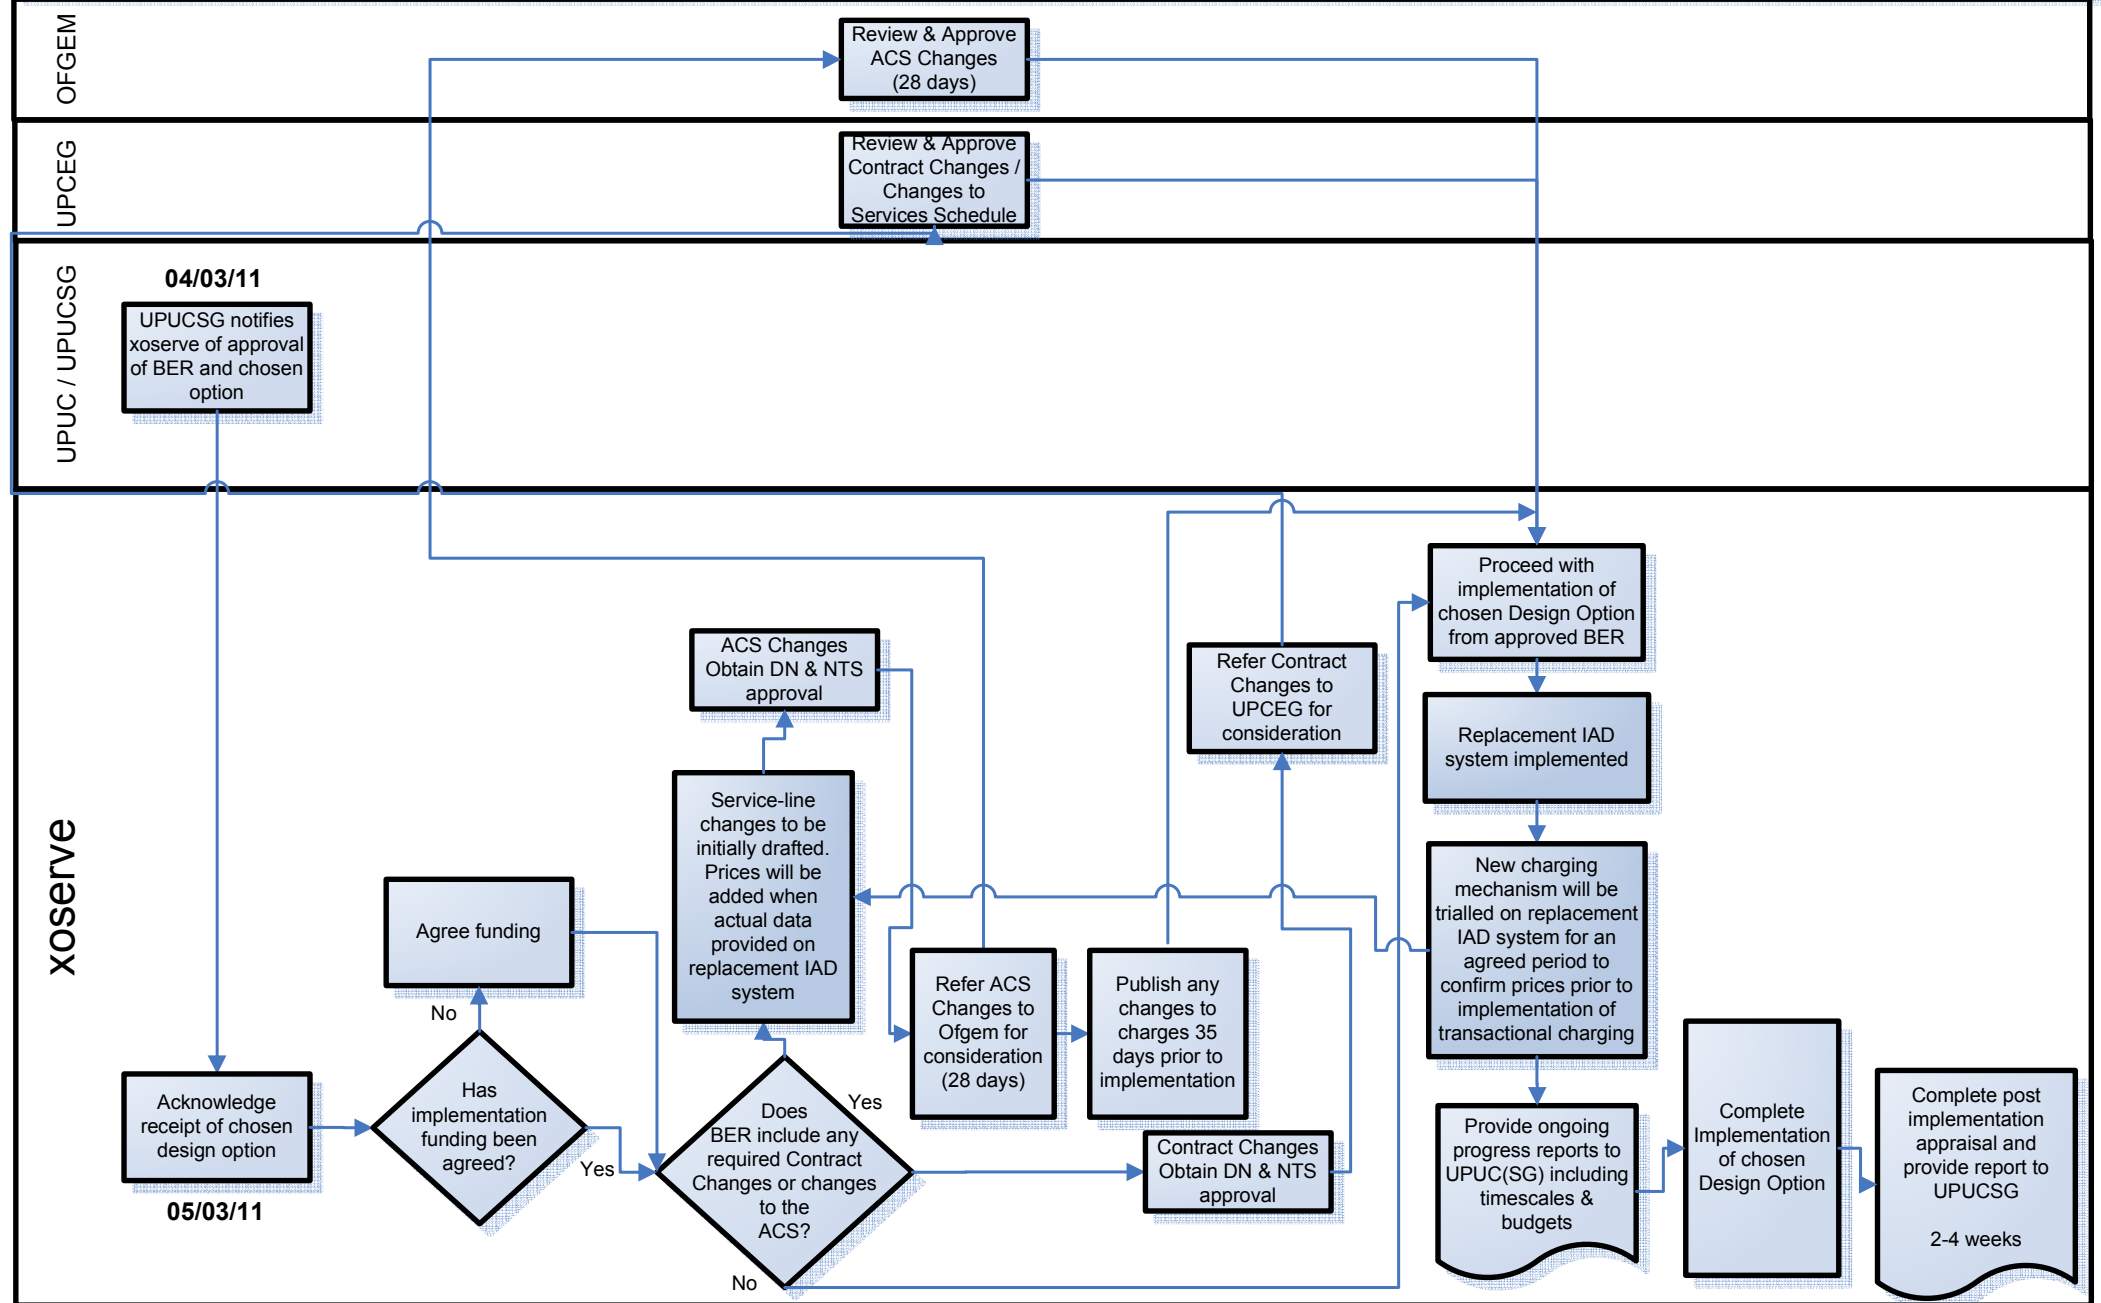 OFGEM
Review & Approve
ACS Changes
(28 days)
UPCEG
Review & Approve
Contract Changes /
Changes to
Services Schedule
UPUC / UPUCSG
04/03/11
UPUCSG notifies
xoserve of approval
of BER and chosen
option
xoserve
Acknowledge
receipt of chosen
design option
05/03/11
Has
implementation
funding been
agreed?
No
Yes
Agree funding
Does
BER include any
required Contract
Changes or changes
to the
ACS?
Yes
No
Service-line
changes to be
initially drafted.
Prices will be
added when
actual data
provided on
replacement IAD
system
ACS Changes
Obtain DN & NTS
approval
Refer ACS
Changes to
Ofgem for
consideration
(28 days)
Publish any
changes to
charges 35
days prior to
implementation
Contract Changes
Obtain DN & NTS
approval
Refer Contract
Changes to
UPCEG for
consideration
Proceed with
implementation of
chosen Design Option
from approved BER
Replacement IAD
system implemented
New charging
mechanism will be
trialled on replacement
IAD system for an
agreed period to
confirm prices prior to
implementation of
transactional charging
Provide ongoing
progress reports to
UPUC(SG) including
timescales &
budgets
Complete
Implementation
of chosen
Design Option
Complete post
implementation
appraisal and
provide report to
UPUCSG
2-4 weeks